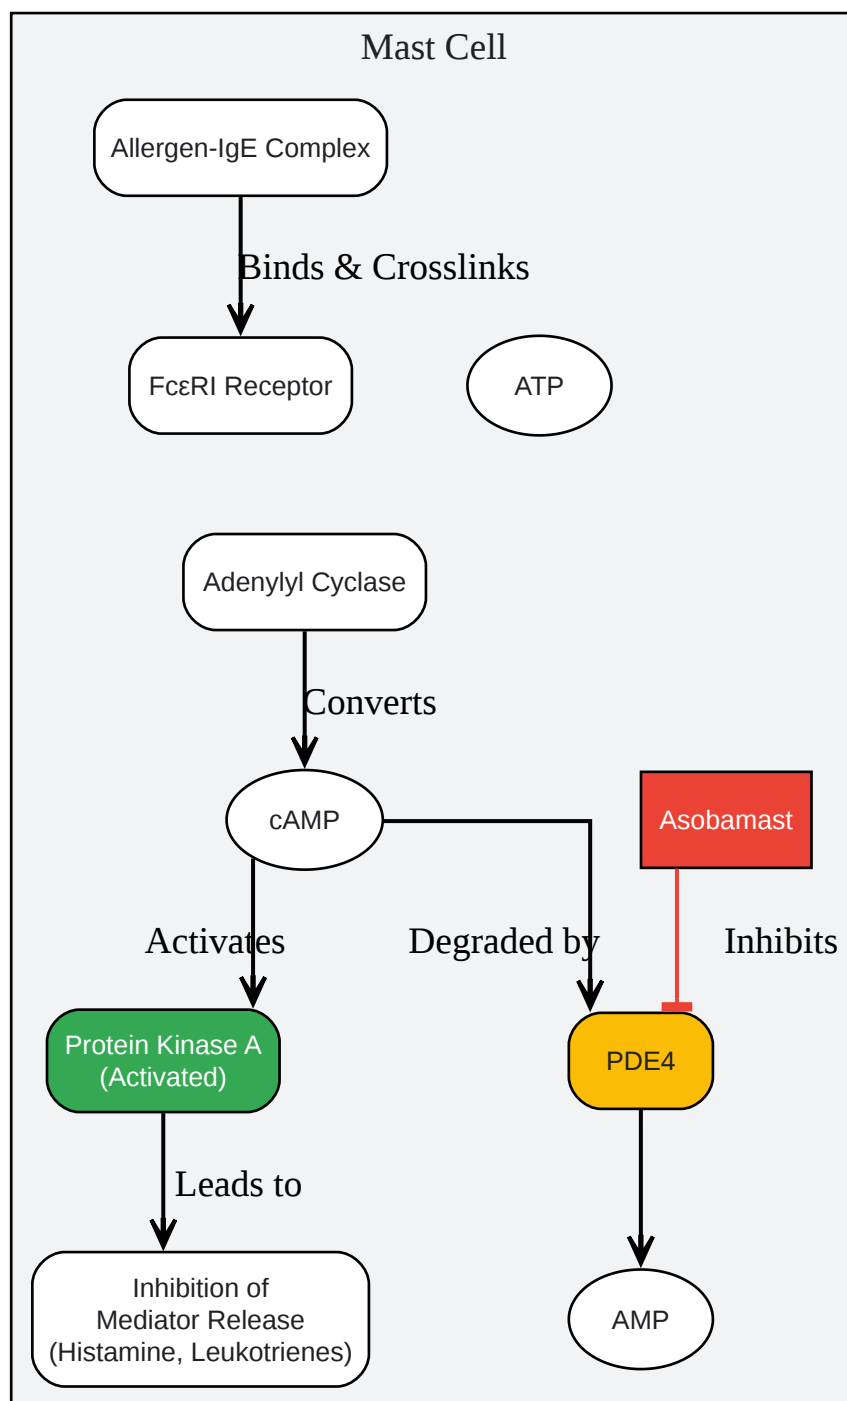 Mast Cell
Allergen-IgE Complex
Binds & Crosslinks
FcεRI Receptor
ATP
Adenylyl Cyclase
Converts
cAMP
Asobamast
Activates
Degraded by
Inhibits
Protein Kinase A
(Activated)
PDE4
Leads to
Inhibition of
Mediator Release
(Histamine, Leukotrienes)
AMP